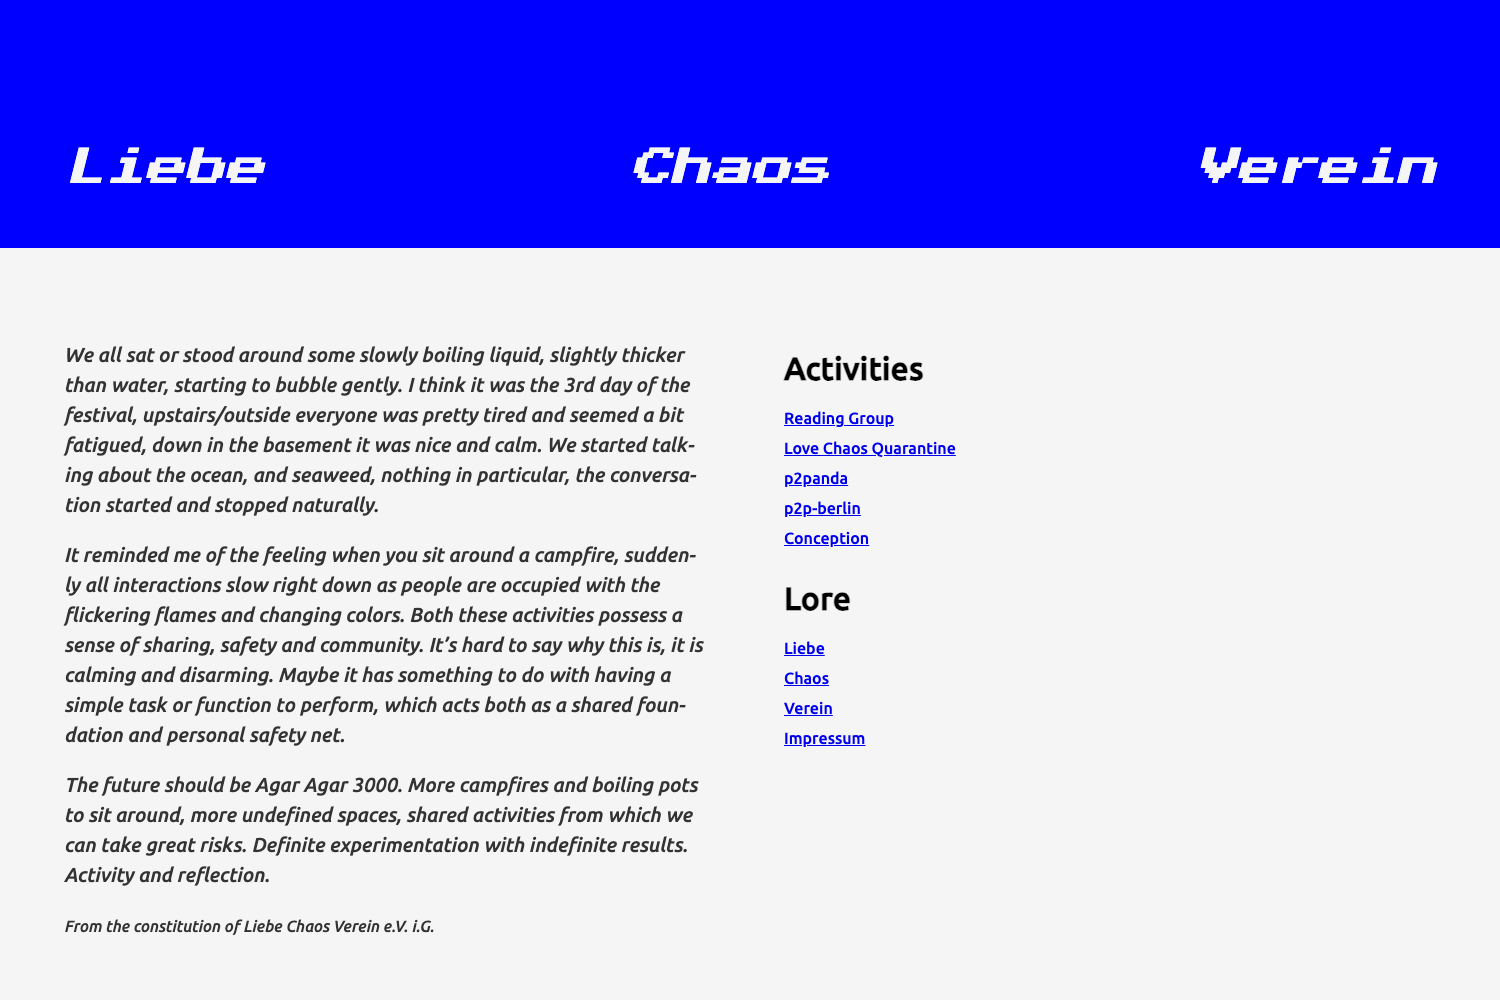 Liebe Chaos Verein
We all sat or stood around some slowly boiling liquid, slightly thicker
than water, starting to bubble gently. I think it was the 3rd day of the
festival, upstairs/outside everyone was pretty tired and seemed a bit
fatigued, down in the basement it was nice and calm. We started talk-
ing about the ocean, and seaweed, nothing in particular, the conversa-
tion started and stopped naturally.
It reminded me of the feeling when you sit around a campfire, sudden-
ly all interactions slow right down as people are occupied with the
flickering flames and changing colors. Both these activities possess a
sense of sharing, safety and community. It’s hard to say why this is, it is
calming and disarming. Maybe it has something to do with having a
simple task or function to perform, which acts both as a shared foun-
dation and personal safety net.
The future should be Agar Agar 3000. More campfires and boiling pots
to sit around, more undefined spaces, shared activities from which we
can take great risks. Definite experimentation with indefinite results.
Activity and reflection.
From the constitution of Liebe Chaos Verein e.V. i.G.
Activities
Reading Group
Love Chaos Quarantine
p2panda
p2p-berlin
Conception
Lore
Liebe
Chaos
Verein
Impressum